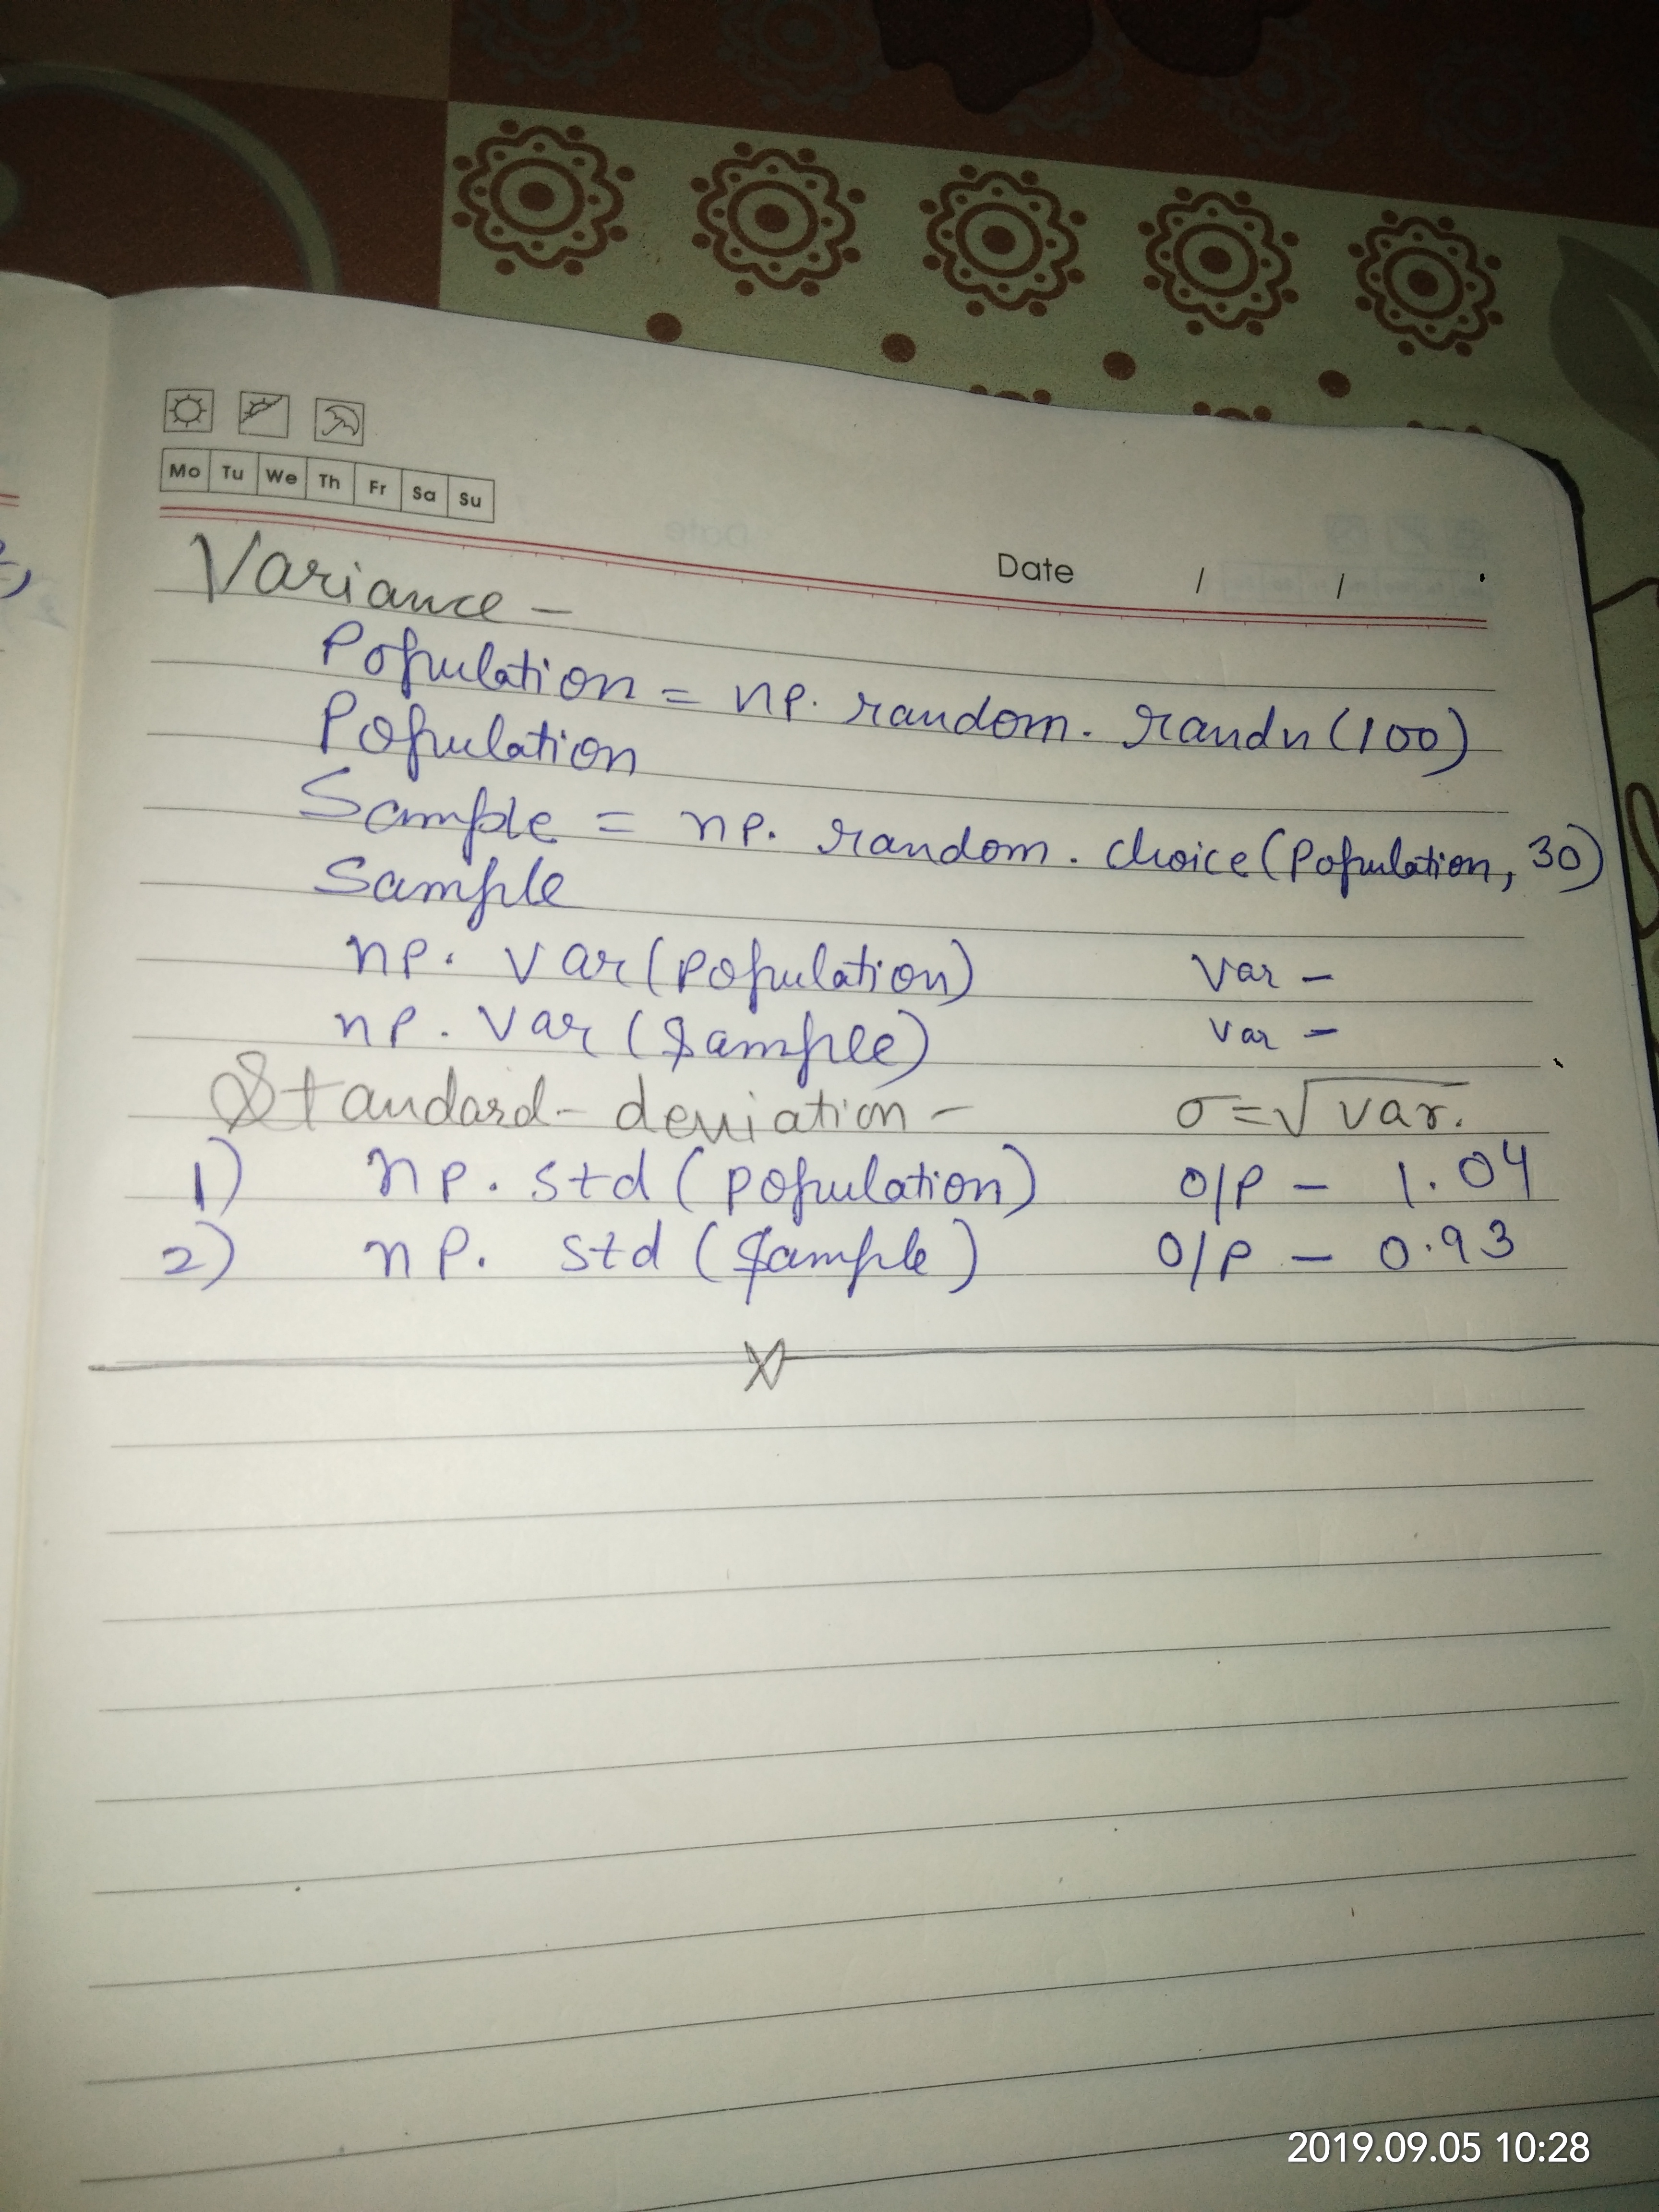 Mo Tu We Th Fr Sa Su
Date / /
Variance -
Population = np. random. randn (100)
Population
Sample = np. random. choice (Population, 30)
Sample
np. var (population) Var -
np. var (Sample) Var -
Standard - deviation - σ = √var.
1) np. std (population) O/P - 1.04
2) np. std (Sample) O/P - 0.93
X
2019.09.05 10:28